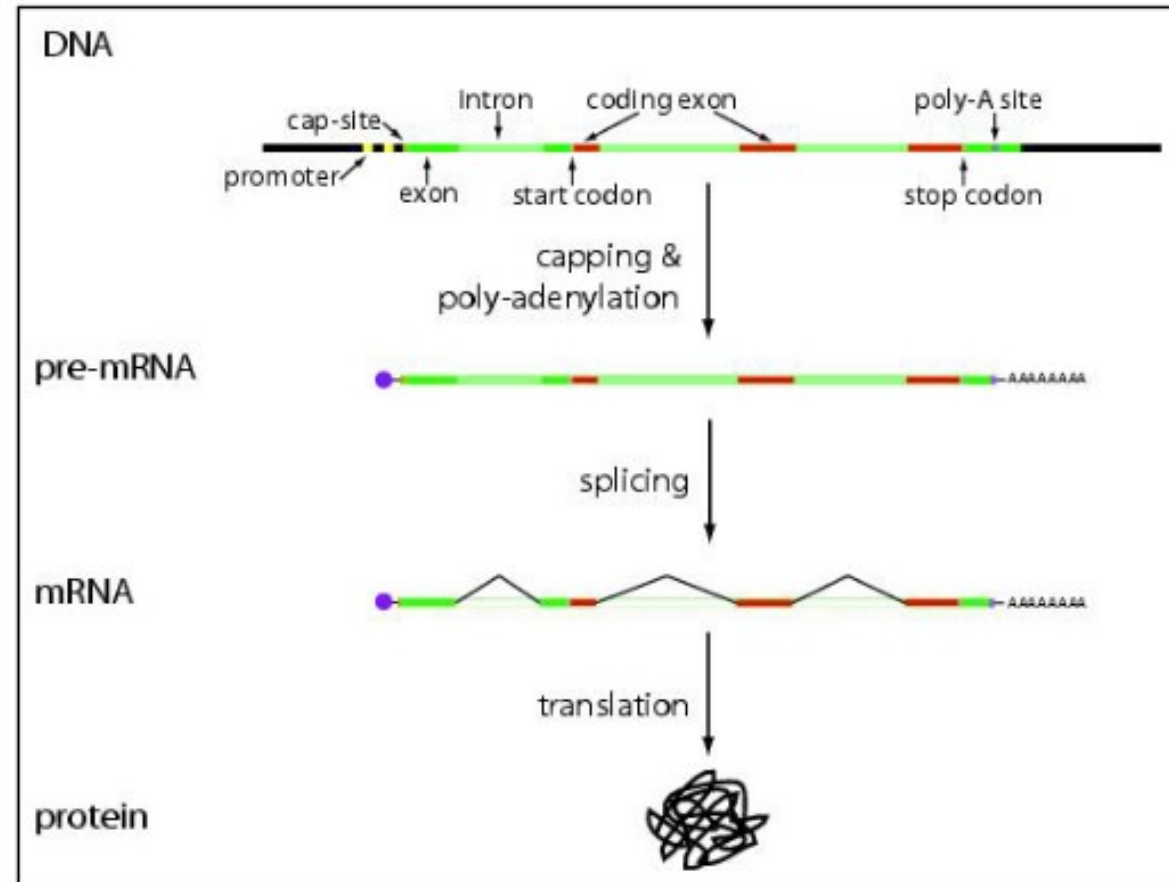 DNA
intron
coding exon
poly-A site
cap-site
promoter
exon
start codon
stop codon
capping &
poly-adenylation
pre-mRNA
AAAAAAAA
splicing
mRNA
AAAAAAAA
translation
protein